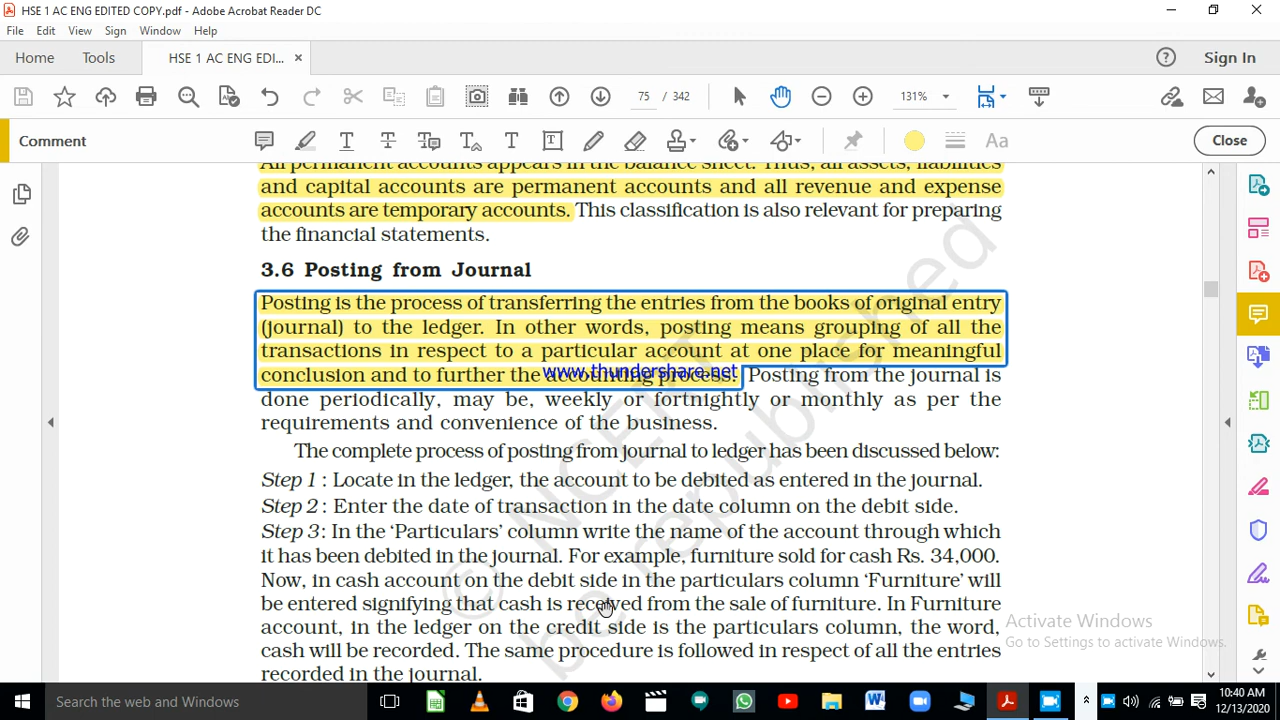 HSE 1 AC ENG EDITED COPY.pdf - Adobe Acrobat Reader DC
File Edit View Sign Window Help
Home Tools HSE 1 AC ENG EDI... × Sign In
75 / 342 131%
Comment Close
All permanent accounts appears in the balance sheet. Thus, all assets, liabilities
and capital accounts are permanent accounts and all revenue and expense
accounts are temporary accounts. This classification is also relevant for preparing
the financial statements.
3.6 Posting from Journal
Posting is the process of transferring the entries from the books of original entry
(journal) to the ledger. In other words, posting means grouping of all the
transactions in respect to a particular account at one place for meaningful
conclusion and to further the accounting process. Posting from the journal is
www.thundershare.net
done periodically, may be, weekly or fortnightly or monthly as per the
requirements and convenience of the business.
The complete process of posting from journal to ledger has been discussed below:
Step 1 : Locate in the ledger, the account to be debited as entered in the journal.
Step 2 : Enter the date of transaction in the date column on the debit side.
Step 3: In the ‘Particulars’ column write the name of the account through which
it has been debited in the journal. For example, furniture sold for cash Rs. 34,000.
Now, in cash account on the debit side in the particulars column ‘Furniture’ will
be entered signifying that cash is received from the sale of furniture. In Furniture
account, in the ledger on the credit side is the particulars column, the word,
cash will be recorded. The same procedure is followed in respect of all the entries
recorded in the journal.
© NCERT
be republished
Activate Windows
Go to Settings to activate Windows.
Search the web and Windows
10:40 AM
12/13/2020